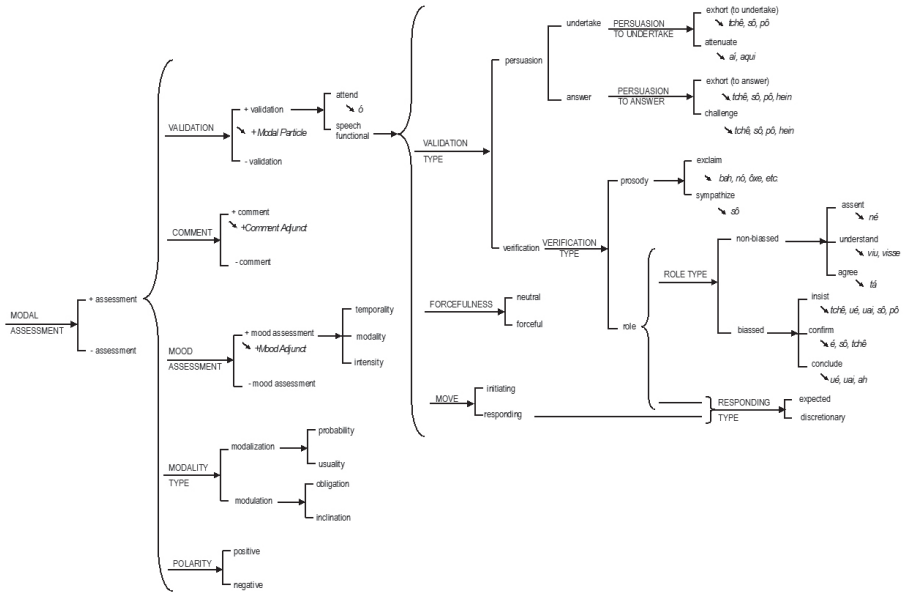 MODAL
ASSESSMENT
+ assessment
- assessment
VALIDATION
+ validation
+ Modal Particle
- validation
attend
ó
speech
functional
COMMENT
+ comment
+Comment Adjunct
- comment
MOOD
ASSESSMENT
+ mood assessment
+Mood Adjunct
- mood assessment
temporality
modality
intensity
MODALITY
TYPE
modalization
probability
usuality
modulation
obligation
inclination
POLARITY
positive
negative
VALIDATION
TYPE
persuasion
undertake
PERSUASION
TO UNDERTAKE
exhort (to undertake)
tchê, sô, pô
attenuate
aí, aqui
answer
PERSUASION
TO ANSWER
exhort (to answer)
tchê, sô, pô, hein
challenge
tchê, sô, pô, hein
verification
VERIFICATION
TYPE
prosody
exclaim
bah, nó, ôxe, etc.
sympathize
sô
role
ROLE TYPE
non-biassed
assent
né
understand
viu, visse
agree
tá
biassed
insist
tchê, ué, uai, sô, pô
confirm
é, sô, tchê
conclude
ué, uai, ah
FORCEFULNESS
neutral
forceful
MOVE
initiating
responding
RESPONDING
TYPE
expected
discretionary